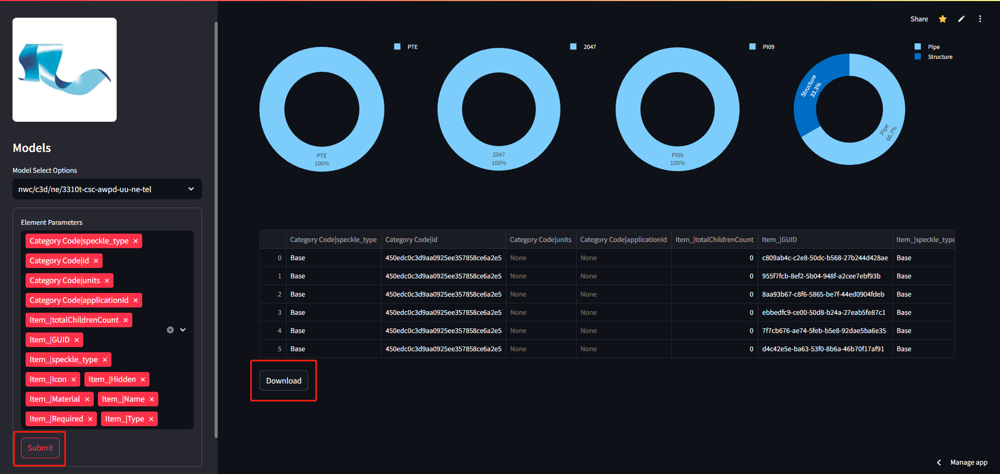 Models
Model Select Options
nwc/c3d/ne/3310t-csc-awpd-uu-ne-tel
Element Parameters
Category Code|speckle_type ×
Category Code|id ×
Category Code|units ×
Category Code|applicationId ×
Item_|totalChildrenCount ×
Item_|GUID ×
Item_|speckle_type ×
Item_|Icon × Item_|Hidden ×
Item_|Material × Item_|Name ×
Item_|Required × Item_|Type ×
Submit
Share
PTE
PTE
100%
2047
2047
100%
PI09
PI09
100%
Pipe
Structure
Structure
33.3%
Pipe
66.7%
Category Code|speckle_type Category Code|id Category Code|units Category Code|applicationId Item_|totalChildrenCount Item_|GUID Item_|speckle_type
0 Base 450edc0c3d9aa0925ee357858ce6a2e5 None None 0 c809ab4c-c2e8-50dc-b568-27b244d428ae Base
1 Base 450edc0c3d9aa0925ee357858ce6a2e5 None None 0 955f7fcb-8ef2-5b04-948f-a2cee7ebf93b Base
2 Base 450edc0c3d9aa0925ee357858ce6a2e5 None None 0 8aa93b67-c8f6-5865-be7f-44ed0904fdeb Base
3 Base 450edc0c3d9aa0925ee357858ce6a2e5 None None 0 ebbedfc9-ce00-50d8-b24a-27eab5fe87c1 Base
4 Base 450edc0c3d9aa0925ee357858ce6a2e5 None None 0 7f7cb676-ae74-5feb-b5e8-92dae5ba6e35 Base
5 Base 450edc0c3d9aa0925ee357858ce6a2e5 None None 0 d4c42e5e-ba63-53f0-8b6a-46b70f17af91 Base
Download
Manage app